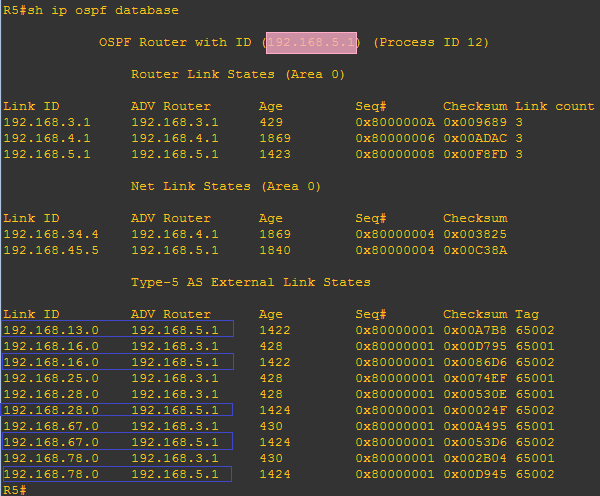 R5#sh ip ospf database
OSPF Router with ID (192.168.5.1) (Process ID 12)
Router Link States (Area 0)
Link ID ADV Router Age Seq# Checksum Link count
192.168.3.1 192.168.3.1 429 0x8000000A 0x009689 3
192.168.4.1 192.168.4.1 1869 0x80000006 0x00ADAC 3
192.168.5.1 192.168.5.1 1423 0x80000008 0x00F8FD 3
Net Link States (Area 0)
Link ID ADV Router Age Seq# Checksum
192.168.34.4 192.168.4.1 1869 0x80000004 0x003825
192.168.45.5 192.168.5.1 1840 0x80000004 0x00C38A
Type-5 AS External Link States
Link ID ADV Router Age Seq# Checksum Tag
192.168.13.0 192.168.5.1 1422 0x80000001 0x00A7B8 65002
192.168.16.0 192.168.3.1 428 0x80000001 0x00D795 65001
192.168.16.0 192.168.5.1 1422 0x80000001 0x0086D6 65002
192.168.25.0 192.168.3.1 428 0x80000001 0x0074EF 65001
192.168.28.0 192.168.3.1 428 0x80000001 0x00530E 65001
192.168.28.0 192.168.5.1 1424 0x80000001 0x00024F 65002
192.168.67.0 192.168.3.1 430 0x80000001 0x00A495 65001
192.168.67.0 192.168.5.1 1424 0x80000001 0x0053D6 65002
192.168.78.0 192.168.3.1 430 0x80000001 0x002B04 65001
192.168.78.0 192.168.5.1 1424 0x80000001 0x00D945 65002
R5#